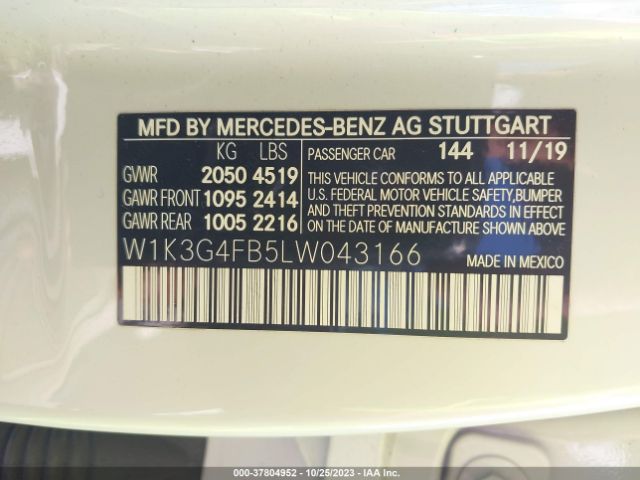 MFD BY MERCEDES-BENZ AG STUTTGART
KG LBS
GVWR 2050 4519
GAWR FRONT 1095 2414
GAWR REAR 1005 2216
PASSENGER CAR 144 11/19
THIS VEHICLE CONFORMS TO ALL APPLICABLE
U.S. FEDERAL MOTOR VEHICLE SAFETY,BUMPER
AND THEFT PREVENTION STANDARDS IN EFFECT
ON THE DATE OF MANUFACTURE SHOWN ABOVE
W1K3G4FB5LW043166
MADE IN MEXICO
000-37804952 - 10/25/2023 - IAA Inc.